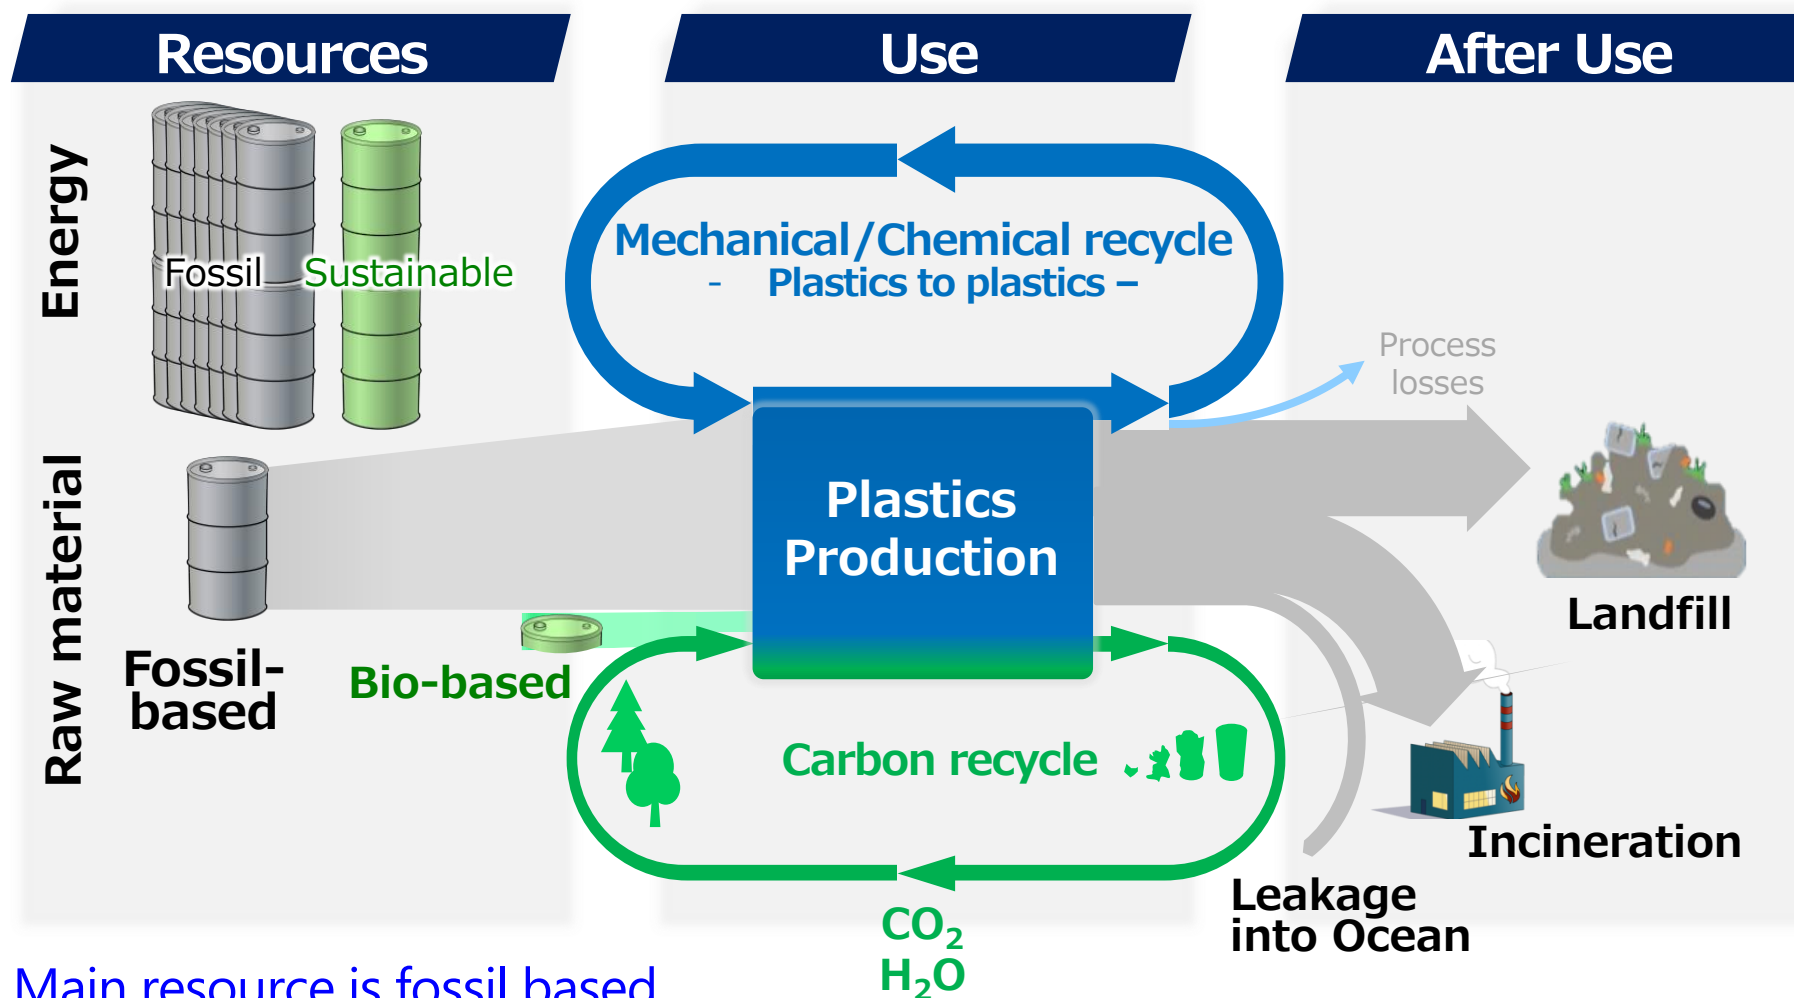 Resources
Use
After Use
Energy
Fossil
Sustainable
Mechanical/Chemical recycle
- Plastics to plastics –
Process
losses
Raw material
Plastics
Production
Landfill
Fossil-
based
Bio-based
Carbon recycle
Incineration
Leakage
into Ocean
CO₂
H₂O
Main resource is fossil based